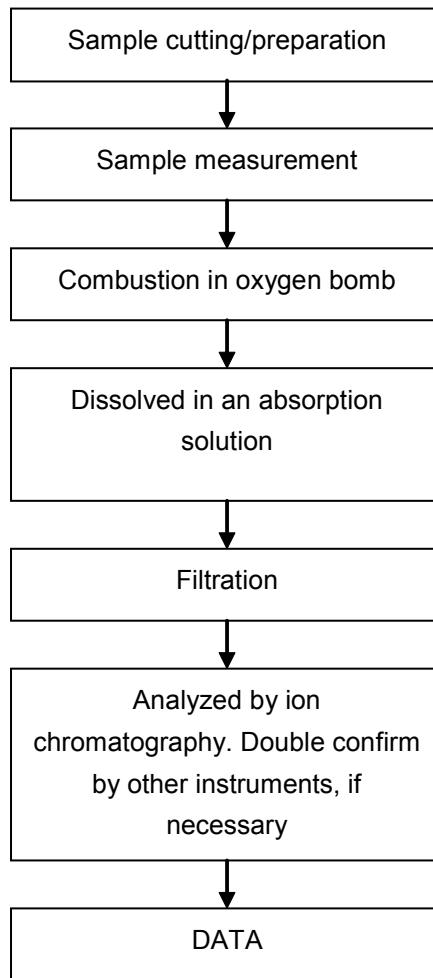 Sample cutting/preparation
Sample measurement
Combustion in oxygen bomb
Dissolved in an absorption
solution
Filtration
Analyzed by ion
chromatography. Double confirm
by other instruments, if
necessary
DATA